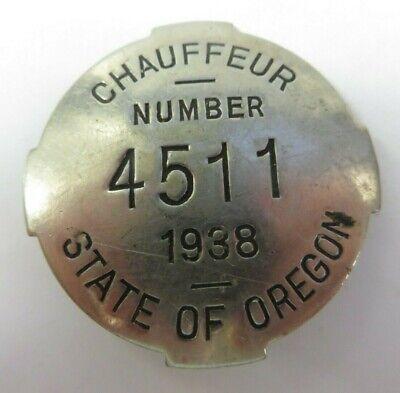 CHAUFFEUR
NUMBER
4511
1938
STATE OF OREGON